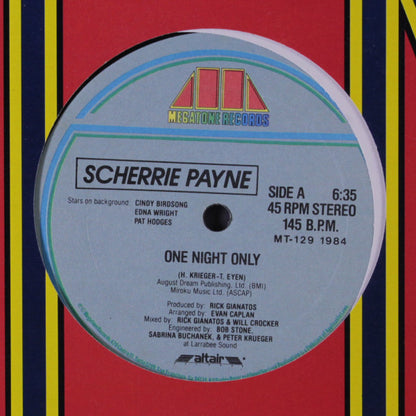 MEGATONE RECORDS
SCHERRIE PAYNE
Stars on background: CINDY BIRDSONG
EDNA WRIGHT
PAT HODGES
SIDE A 6:35
45 RPM STEREO
145 B.P.M.
MT-129 1984
ONE NIGHT ONLY
(H. KRIEGER-T. EYEN)
August Dream Publishing, Ltd. (BMI)
Miroku Music Ltd. (ASCAP)
Produced by: RICK GIANATOS
Arranged by: EVAN CAPLAN
Mixed by: RICK GIANATOS & WILL CROCKER
Engineered by: BOB STONE,
SABRINA BUCHANEK, & PETER KRUEGER
at Larrabee Sound
altair